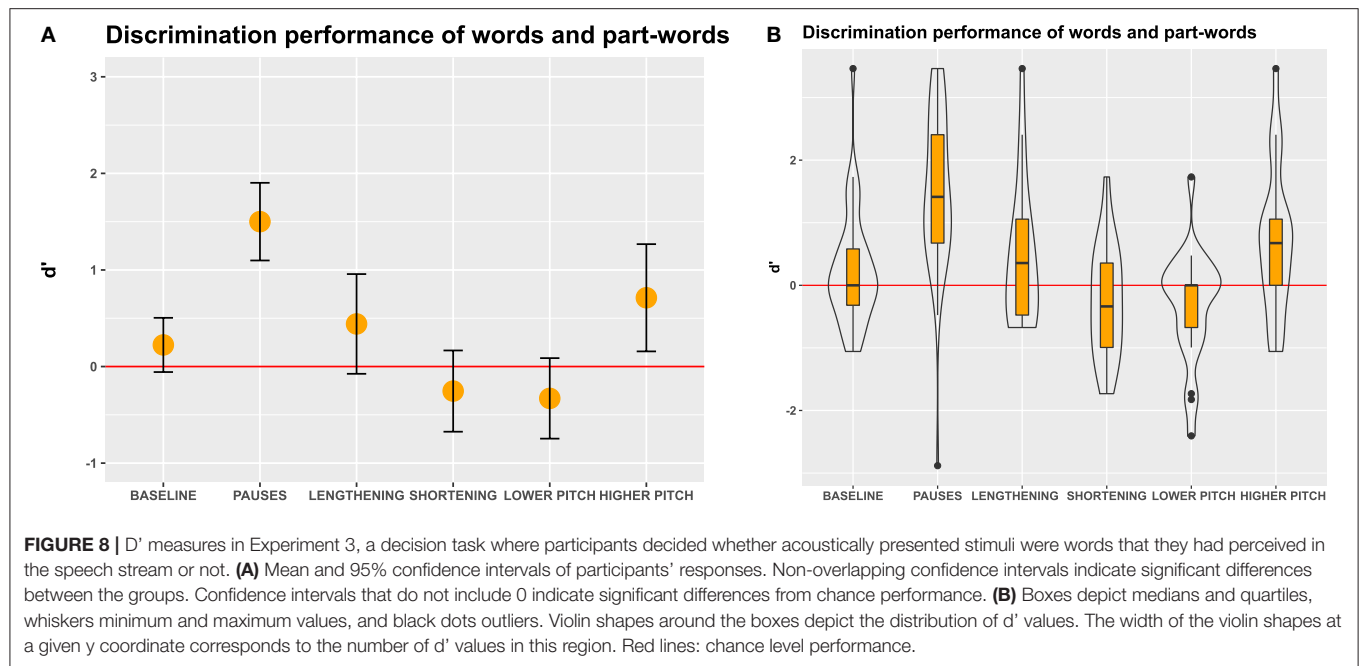 A
Discrimination performance of words and part-words
3
2
1
0
-1
d'
BASELINE PAUSES LENGTHENING SHORTENING LOWER PITCH HIGHER PITCH
B
Discrimination performance of words and part-words
2
0
-2
d'
BASELINE PAUSES LENGTHENING SHORTENING LOWER PITCH HIGHER PITCH
FIGURE 8 | D’ measures in Experiment 3, a decision task where participants decided whether acoustically presented stimuli were words that they had perceived in
the speech stream or not. (A) Mean and 95% confidence intervals of participants’ responses. Non-overlapping confidence intervals indicate significant differences
between the groups. Confidence intervals that do not include 0 indicate significant differences from chance performance. (B) Boxes depict medians and quartiles,
whiskers minimum and maximum values, and black dots outliers. Violin shapes around the boxes depict the distribution of d’ values. The width of the violin shapes at
a given y coordinate corresponds to the number of d’ values in this region. Red lines: chance level performance.